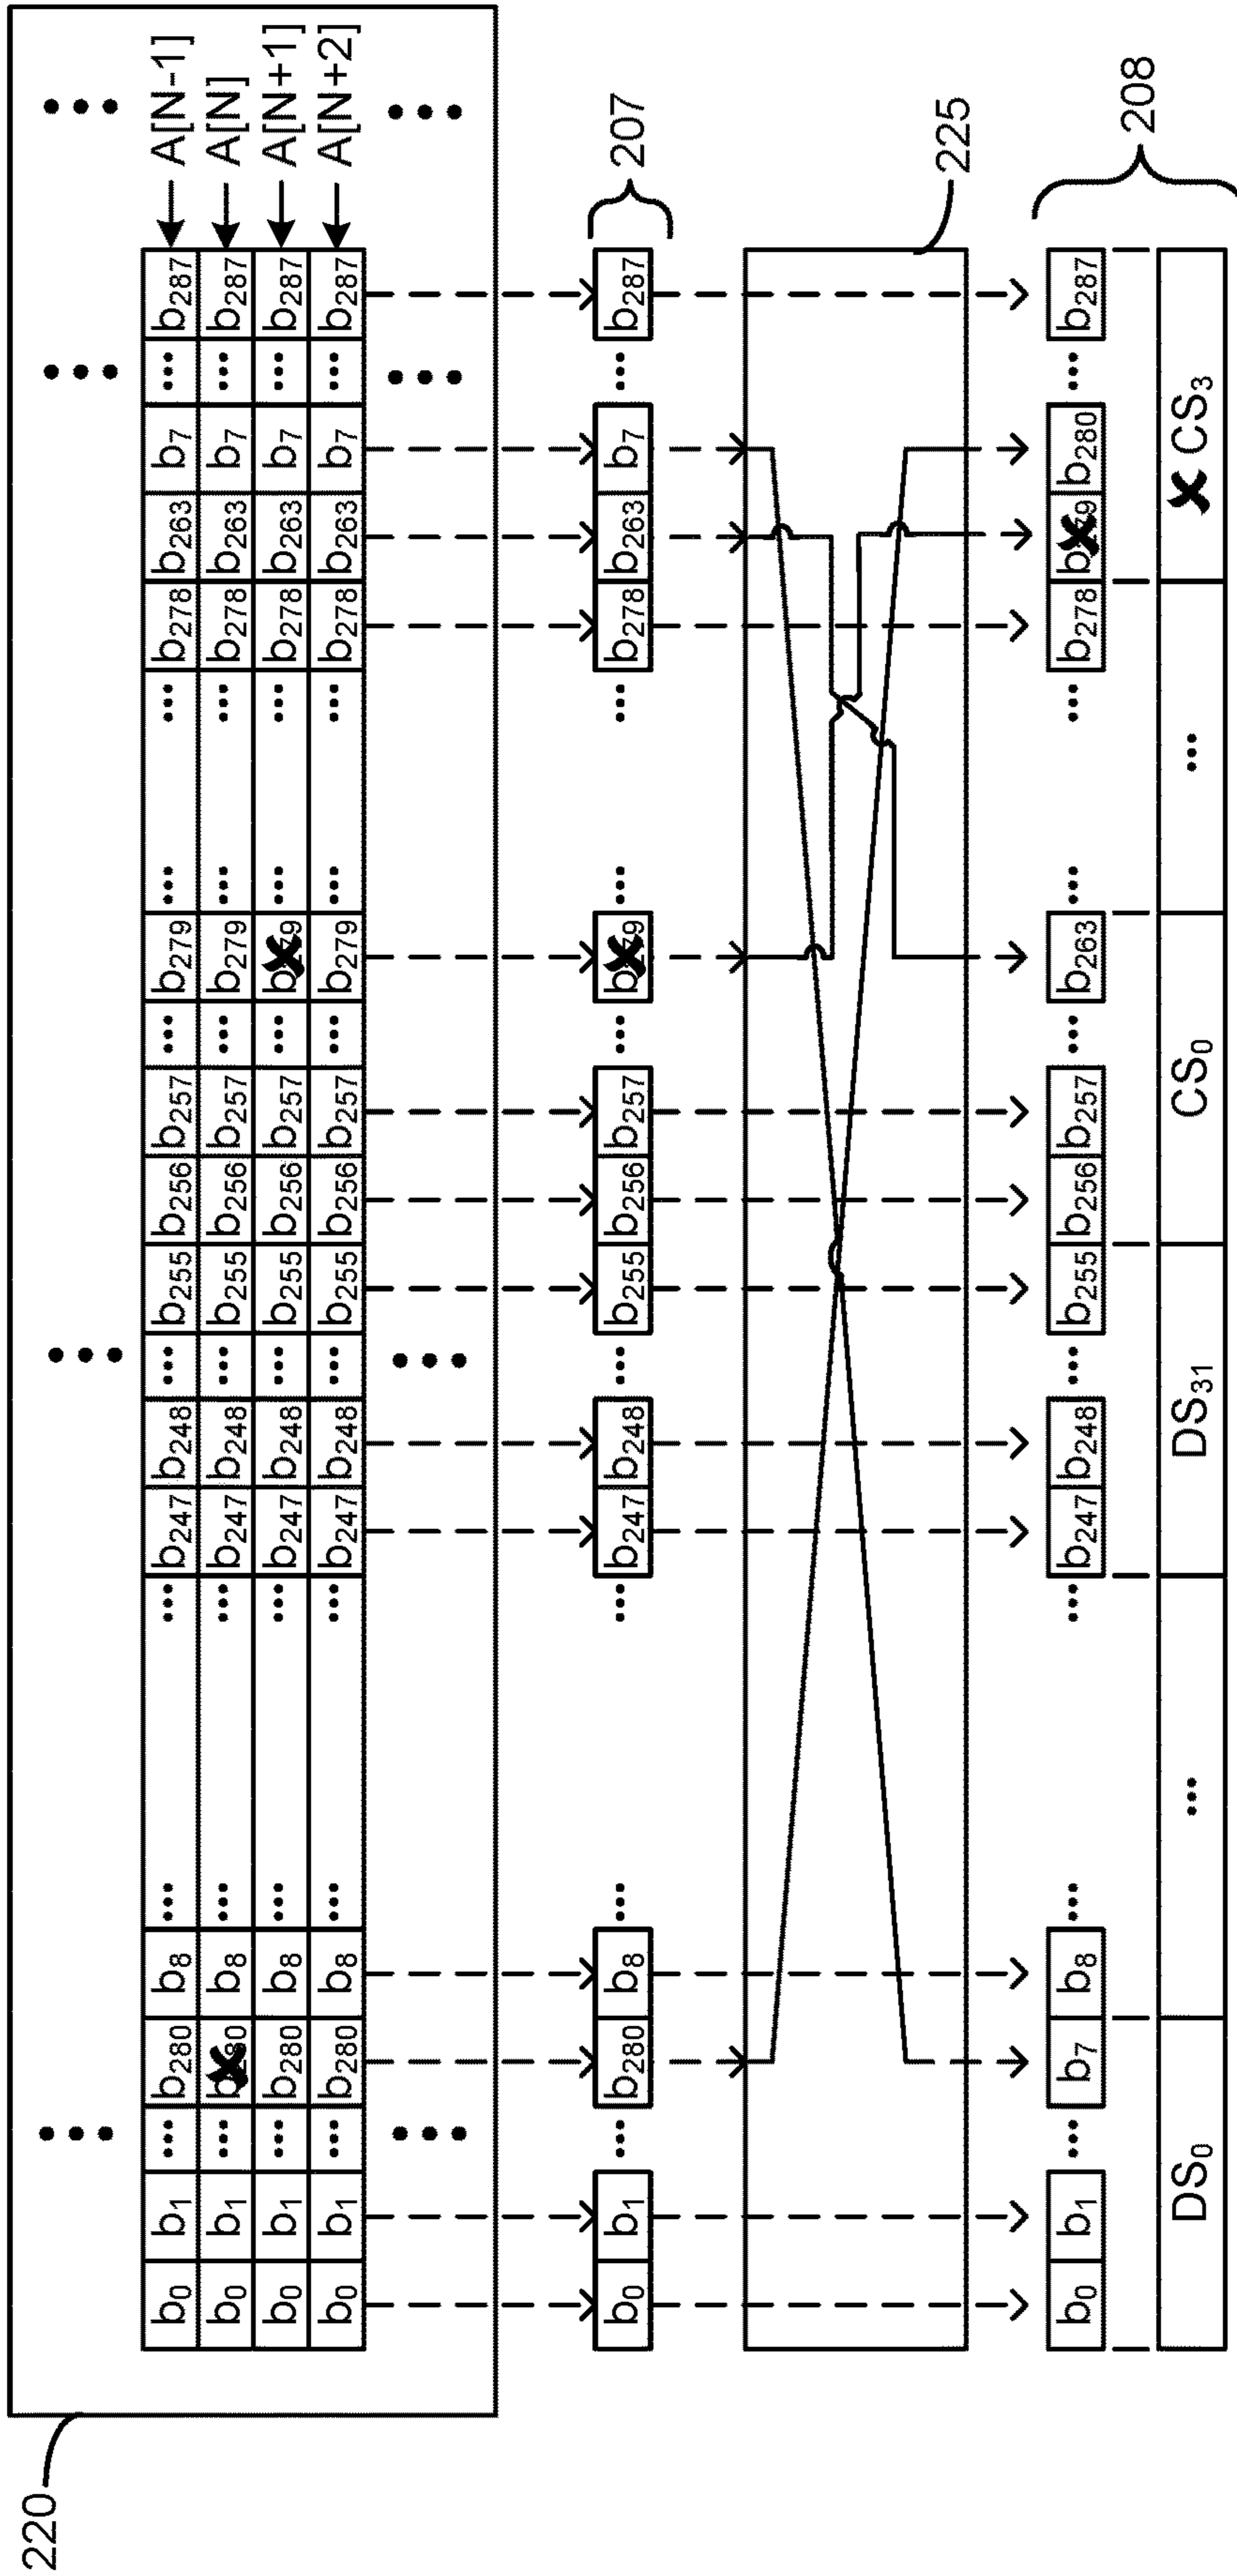 220
b0 b1 ... b280 b8 ... ... b247 b248 ... b255 b256 b257 ... b279 ... ... b278 b263 b7 ... b287 A[N-1]
b0 b1 ... b280 b8 ... ... b247 b248 ... b255 b256 b257 ... b279 ... ... b278 b263 b7 ... b287 A[N]
b0 b1 ... b280 b8 ... ... b247 b248 ... b255 b256 b257 ... b279 ... ... b278 b263 b7 ... b287 A[N+1]
b0 b1 ... b280 b8 ... ... b247 b248 ... b255 b256 b257 ... b279 ... ... b278 b263 b7 ... b287 A[N+2]
b0 b1 ... b280 b8 ... ... b247 b248 ... b255 b256 b257 ... b279 ... ... b278 b263 b7 ... b287 207
225
b0 b1 ... b7 b8 ... ... b247 b248 ... b255 b256 b257 ... b263 ... ... b278 b279 b280 ... b287 208
DS0 ... DS31 CS0 ... CS3